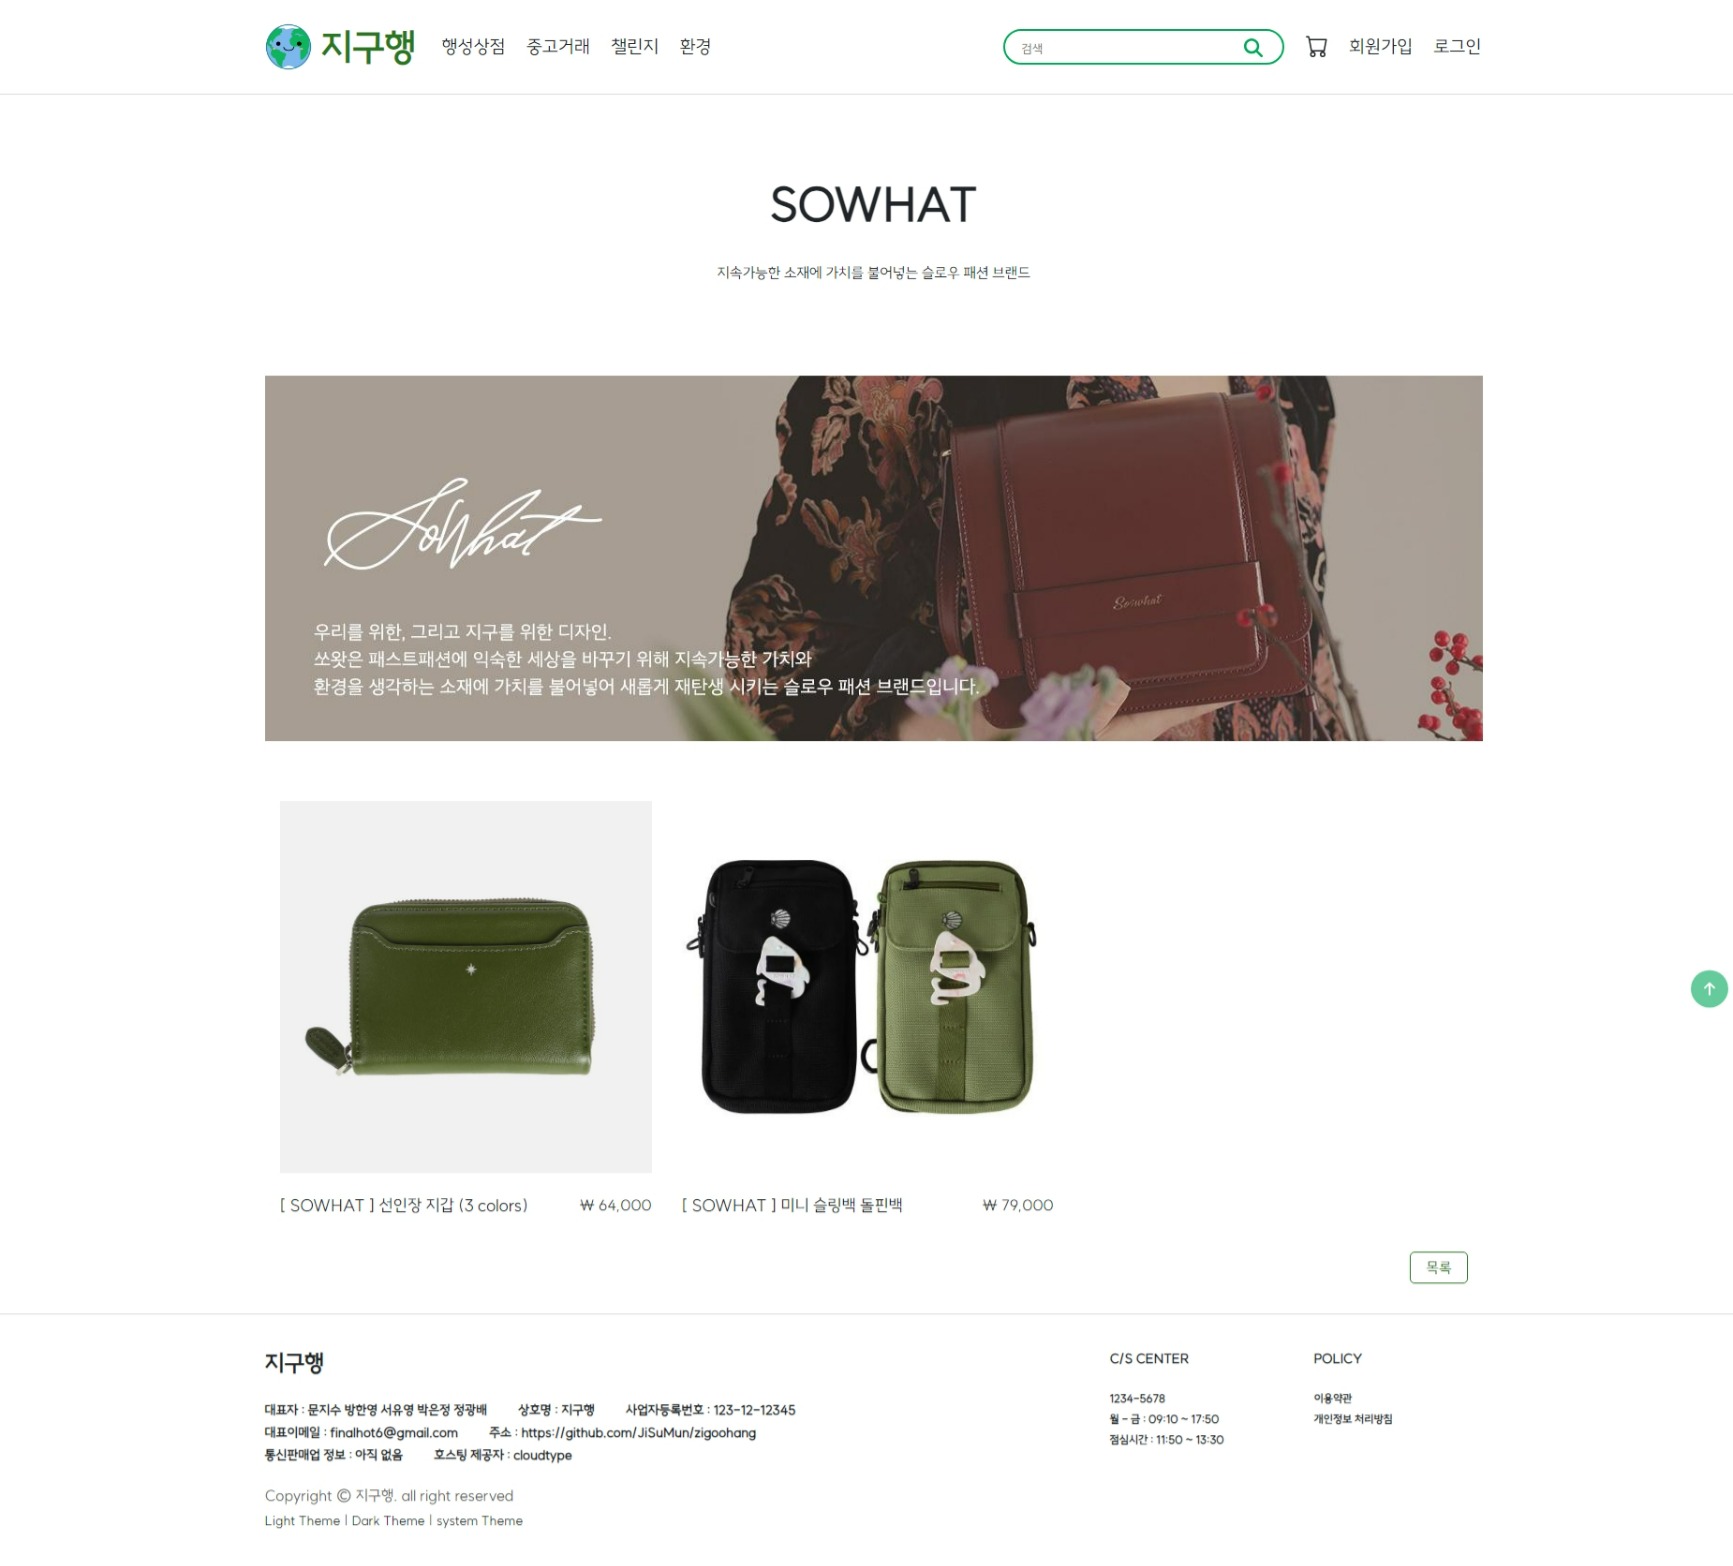 지구행
행성상점 중고거래 챌린지 환경
검색
회원가입 로그인
SOWHAT
지속가능한 소재에 가치를 불어넣는 슬로우 패션 브랜드
SoWhat
Sowhat
우리를 위한, 그리고 지구를 위한 디자인.
쏘왓은 패스트패션에 익숙한 세상을 바꾸기 위해 지속가능한 가치와
환경을 생각하는 소재에 가치를 불어넣어 새롭게 재탄생 시키는 슬로우 패션 브랜드입니다.
[ SOWHAT ] 선인장 지갑 (3 colors) ₩ 64,000
[ SOWHAT ] 미니 슬링백 돌핀백 ₩ 79,000
목록
지구행
대표자 : 문지수 방한영 서유영 박은정 정광배 상호명 : 지구행 사업자등록번호 : 123-12-12345
대표이메일 : finalhot6@gmail.com 주소 : https://github.com/JiSuMun/zigoohang
통신판매업 정보 : 아직 없음 호스팅 제공자 : cloudtype
Copyright © 지구행. all right reserved
Light Theme | Dark Theme | system Theme
C/S CENTER
1234-5678
월 - 금 : 09:10 ~ 17:50
점심시간 : 11:50 ~ 13:30
POLICY
이용약관
개인정보 처리방침